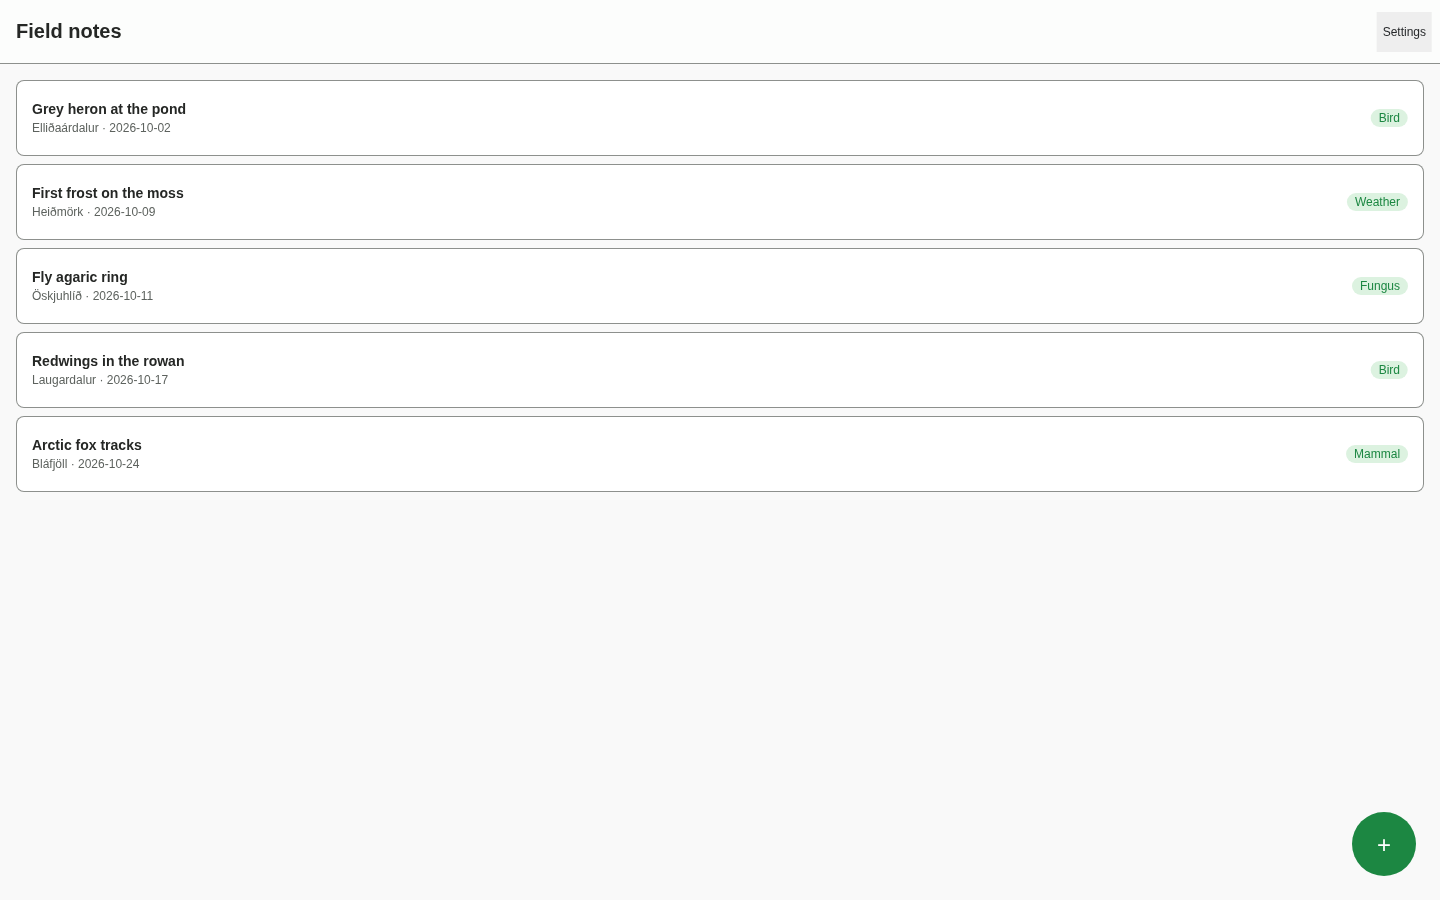 Field notes
Settings
Grey heron at the pond
Elliðaárdalur · 2026-10-02
Bird
First frost on the moss
Heiðmörk · 2026-10-09
Weather
Fly agaric ring
Öskjuhlíð · 2026-10-11
Fungus
Redwings in the rowan
Laugardalur · 2026-10-17
Bird
Arctic fox tracks
Bláfjöll · 2026-10-24
Mammal
+